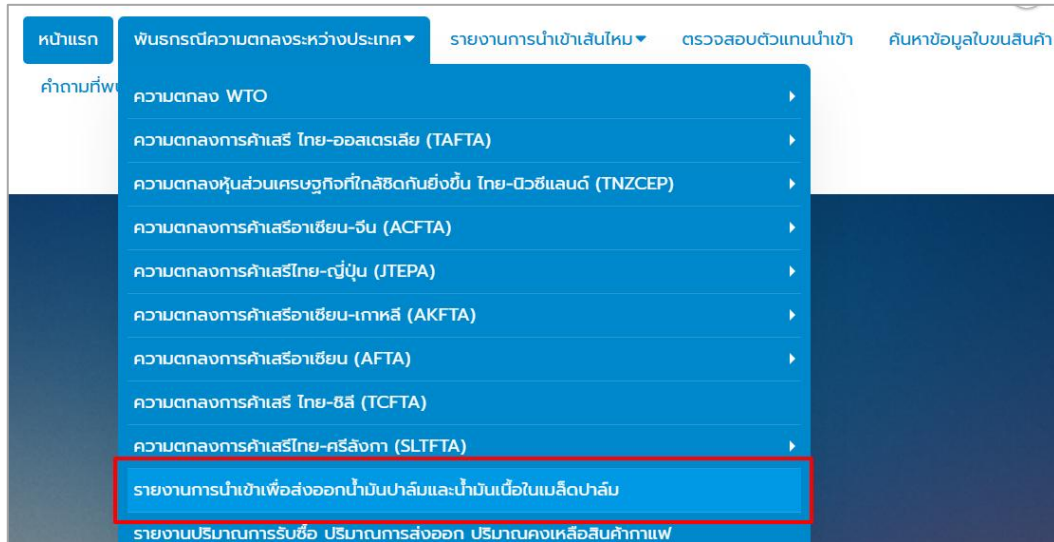 หน้าแรก พันธกรณีความตกลงระหว่างประเทศ รายงานการนำเข้าเส้นไหม ตรวจสอบตัวแทนนำเข้า ค้นหาข้อมูลใบขนสินค้า
ความตกลง WTO
ความตกลงการค้าเสรี ไทย-ออสเตรเลีย (TAFTA)
ความตกลงหุ้นส่วนเศรษฐกิจที่ใกล้ชิดกันยิ่งขึ้น ไทย-นิวซีแลนด์ (TNZCEP)
ความตกลงการค้าเสรีอาเซียน-จีน (ACFTA)
ความตกลงการค้าเสรีไทย-ญี่ปุ่น (JTEPA)
ความตกลงการค้าเสรีอาเซียน-เกาหลี (AKFTA)
ความตกลงการค้าเสรีอาเซียน (AFTA)
ความตกลงการค้าเสรี ไทย-ชิลี (TCFTA)
ความตกลงการค้าเสรีไทย-ศรีลังกา (SLTFTA)
รายงานการนำเข้าเพื่อส่งออกน้ำมันปาล์มและน้ำมันเนื้อในเมล็ดปาล์ม
รายงานปริมาณการรับซื้อ ปริมาณการส่งออก ปริมาณคงเหลือสินค้ากาแฟ